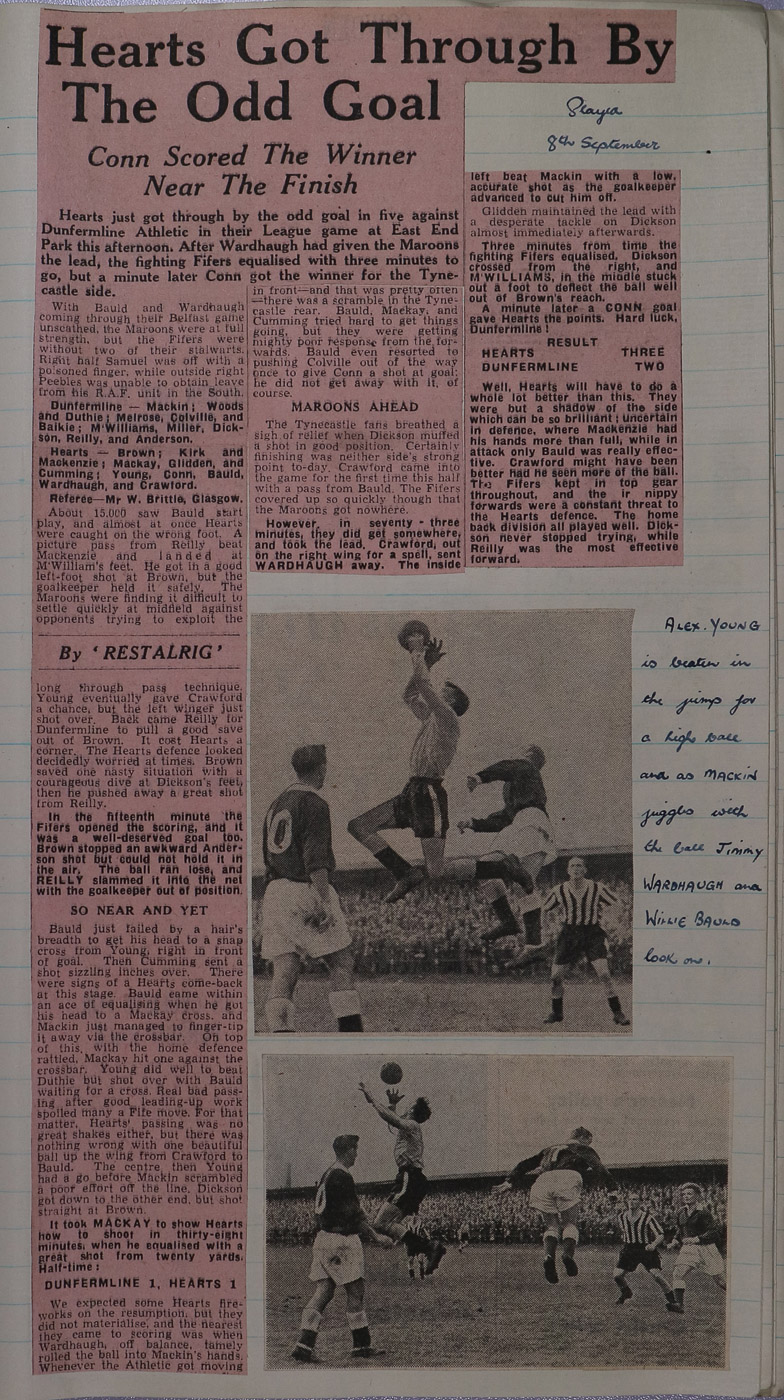 Hearts Got Through By
The Odd Goal
Conn Scored The Winner
Near The Finish
Played
8th September
Hearts just got through by the odd goal in five against
Dunfermline Athletic in their League game at East End
Park this afternoon. After Wardhaugh had given the Maroons
the lead, the fighting Fifers equalised with three minutes to
go, but a minute later Conn got the winner for the Tyne-
castle side.
With Bauld and Wardhaugh
coming through their Belfast game
unscathed, the Maroons were at full
strength, but the Fifers were
without two of their stalwarts.
Right half Samuel was off with a
poisoned finger, while outside right
Peebles was unable to obtain leave
from his R.A.F. unit in the South.
Dunfermline — Mackin; Woods
and Duthie; Melrose, Colville, and
Baikie; M'Williams, Miller, Dick-
son, Reilly, and Anderson.
Hearts — Brown; Kirk and
Mackenzie; Mackay, Glidden, and
Cumming; Young, Conn, Bauld,
Wardhaugh, and Crawford.
Referee—Mr W. Brittle, Glasgow.
About 15,000 saw Bauld start
play, and almost at once Hearts
were caught on the wrong foot. A
picture pass from Reilly beat
Mackenzie and landed at
M'William's feet. He got in a good
left-foot shot at Brown, but the
goalkeeper held it safely. The
Maroons were finding it difficult to
settle quickly at midfield against
opponents trying to exploit the
By 'RESTALRIG'
long through pass technique.
Young eventually gave Crawford
a chance, but the left winger just
shot over. Back came Reilly for
Dunfermline to pull a good save
out of Brown. It cost Hearts a
corner. The Hearts defence looked
decidedly worried at times. Brown
saved one nasty situation with a
courageous dive at Dickson's feet,
then he pushed away a great shot
from Reilly.
In the fifteenth minute the
Fifers opened the scoring, and it
was a well-deserved goal too.
Brown stopped an awkward Ander-
son shot but could not hold it in
the air. The ball ran lose, and
REILLY slammed it into the net
with the goalkeeper out of position.
SO NEAR AND YET
Bauld just failed by a hair's
breadth to get his head to a snap
cross from Young, right in front
of goal. Then Cumming sent a
shot sizzling inches over. There
were signs of a Hearts come-back
at this stage. Bauld came within
an ace of equalising when he got
his head to a Mackay cross, and
Mackin just managed to finger-tip
it away via the crossbar. On top
of this, with the home defence
rattled, Mackay hit one against the
crossbar. Young did well to beat
Duthie but shot over with Bauld
waiting for a cross. Real bad pass-
ing after good leading-up work
spoiled many a Fife move. For that
matter, Hearts' passing was no
great shakes either, but there was
nothing wrong with one beautiful
ball up the wing from Crawford to
Bauld. The centre then Young
had a go before Mackin scrambled
a poor effort off the line. Dickson
got down to the other end, but shot
straight at Brown.
It took MACKAY to show Hearts
how to shoot in thirty-eight
minutes, when he equalised with a
great shot from twenty yards.
Half-time:
DUNFERMLINE 1, HEARTS 1
We expected some Hearts fire-
works on the resumption, but they
did not materialise, and the nearest
they came to scoring was when
Wardhaugh, off balance, tamely
rolled the ball into Mackin's hands.
Whenever the Athletic got moving
in front—and that was pretty often
—there was a scramble in the Tyne-
castle rear. Bauld, Mackay, and
Cumming tried hard to get things
going, but they were getting
mighty poor response from the for-
wards. Bauld even resorted to
pushing Colville out of the way
once to give Conn a shot at goal;
he did not get away with it, of
course.
MAROONS AHEAD
The Tynecastle fans breathed a
sigh of relief when Dickson muffed
a shot in good position. Certainly
finishing was neither side's strong
point to-day. Crawford came into
the game for the first time this half
with a pass from Bauld. The Fifers
covered up so quickly though that
the Maroons got nowhere.
However, in seventy-three
minutes, they did get somewhere,
and took the lead. Crawford, out
on the right wing for a spell, sent
WARDHAUGH away. The inside
left beat Mackin with a low,
accurate shot as the goalkeeper
advanced to cut him off.
Glidden maintained the lead with
a desperate tackle on Dickson
almost immediately afterwards.
Three minutes from time the
fighting Fifers equalised. Dickson
crossed from the right, and
M'WILLIAMS, in the middle stuck
out a foot to deflect the ball well
out of Brown's reach.
A minute later a CONN goal
gave Hearts the points. Hard luck,
Dunfermline!
RESULT
HEARTS THREE
DUNFERMLINE TWO
Well, Hearts will have to do a
whole lot better than this. They
were but a shadow of the side
which can be so brilliant; uncertain
in defence, where Mackenzie had
his hands more than full, while in
attack only Bauld was really effec-
tive. Crawford might have been
better had he seen more of the ball.
The Fifers kept in top gear
throughout, and the ir nippy
forwards were a constant threat to
the Hearts defence. The home
back division all played well. Dick-
son never stopped trying, while
Reilly was the most effective
forward.
ALEX. YOUNG
is beaten in
the jump for
a high ball
and as MACKIN
juggles with
the ball Jimmy
WARDHAUGH and
WILLIE BAULD
look on.
10